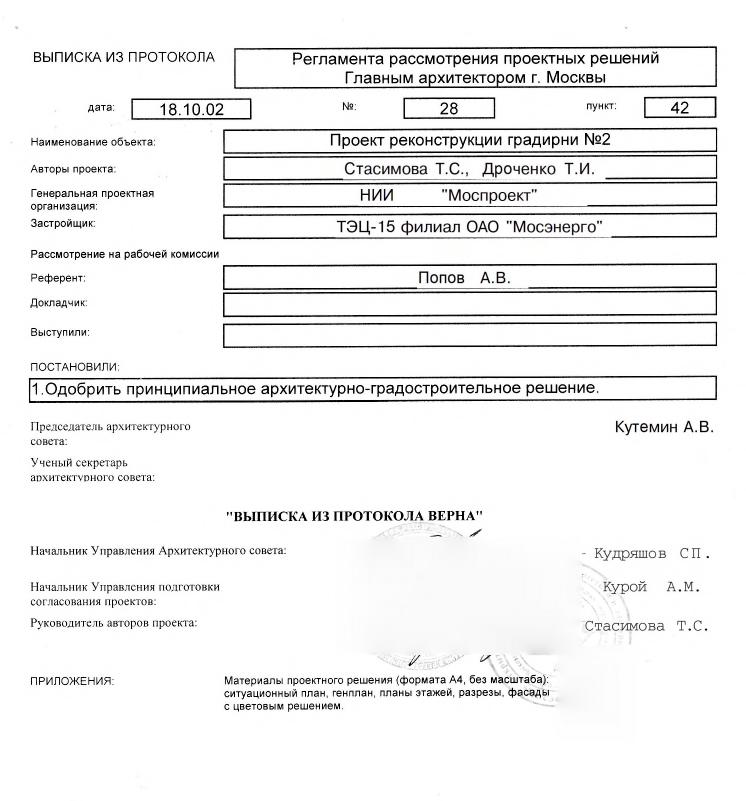 ВЫПИСКА ИЗ ПРОТОКОЛА
Регламента рассмотрения проектных решений
Главным архитектором г. Москвы
дата: 18.10.02 №: 28 пункт: 42
Наименование объекта: Проект реконструкции градирни №2
Авторы проекта: Стасимова Т.С., Дроченко Т.И.
Генеральная проектная
организация: НИИ "Моспроект"
Застройщик: ТЭЦ-15 филиал ОАО "Мосэнерго"
Рассмотрение на рабочей комиссии
Референт: Попов А.В.
Докладчик:
Выступили:
ПОСТАНОВИЛИ:
1.Одобрить принципиальное архитектурно-градостроительное решение.
Председатель архитектурного
совета: Кутемин А.В.
Ученый секретарь
архитектурного совета:
"ВЫПИСКА ИЗ ПРОТОКОЛА ВЕРНА"
Начальник Управления Архитектурного совета: Кудряшов СП.
Начальник Управления подготовки
согласования проектов: Курой А.М.
Руководитель авторов проекта: Стасимова Т.С.
ПРИЛОЖЕНИЯ: Материалы проектного решения (формата А4, без масштаба):
ситуационный план, генплан, планы этажей, разрезы, фасады
с цветовым решением.